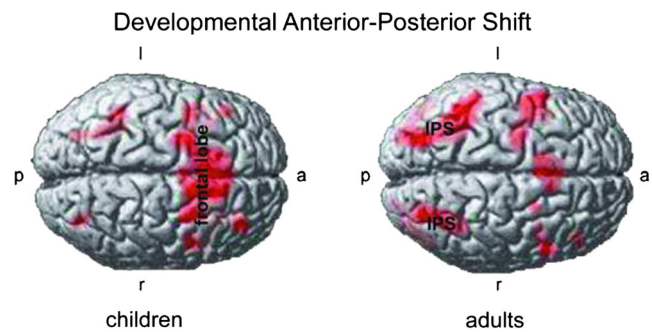 Developmental Anterior-Posterior Shift
l
l
p
frontal lobe
a
p
IPS
IPS
a
r
r
children
adults